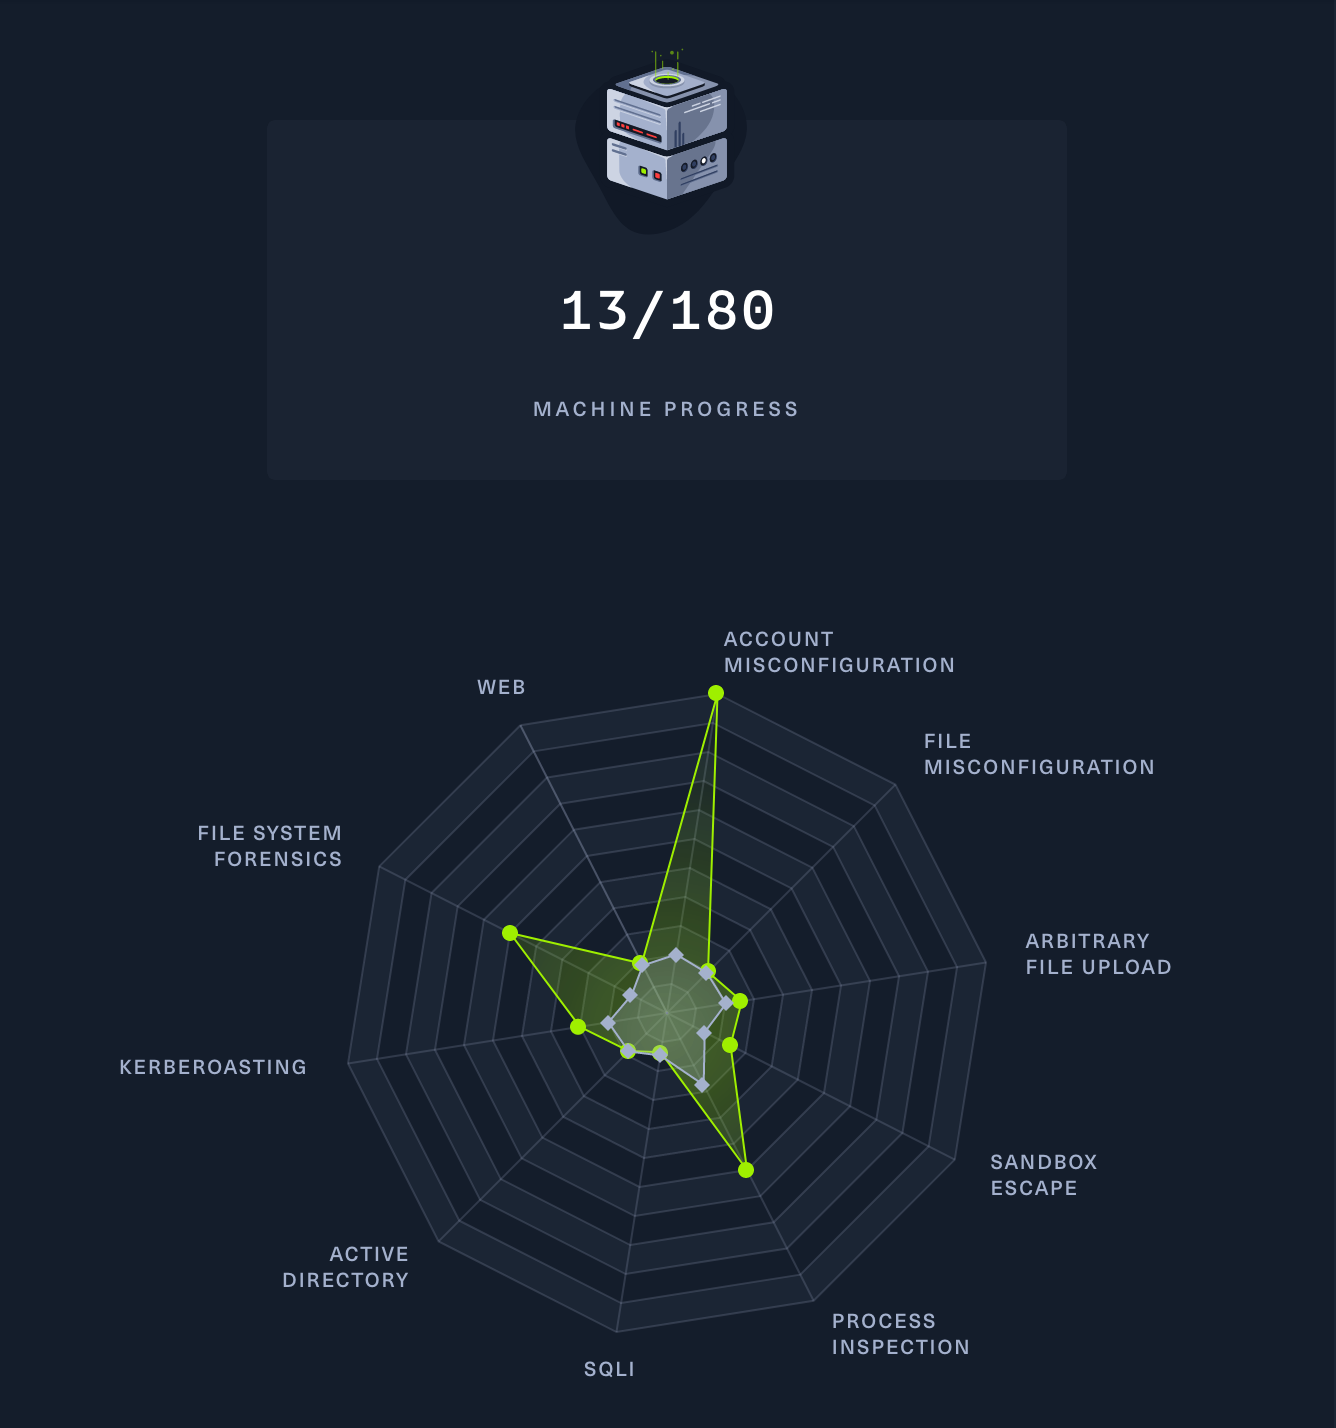 13/180
MACHINE PROGRESS
ACCOUNT
MISCONFIGURATION
WEB
FILE
MISCONFIGURATION
FILE SYSTEM
FORENSICS
ARBITRARY
FILE UPLOAD
KERBEROASTING
SANDBOX
ESCAPE
ACTIVE
DIRECTORY
PROCESS
INSPECTION
SQLI